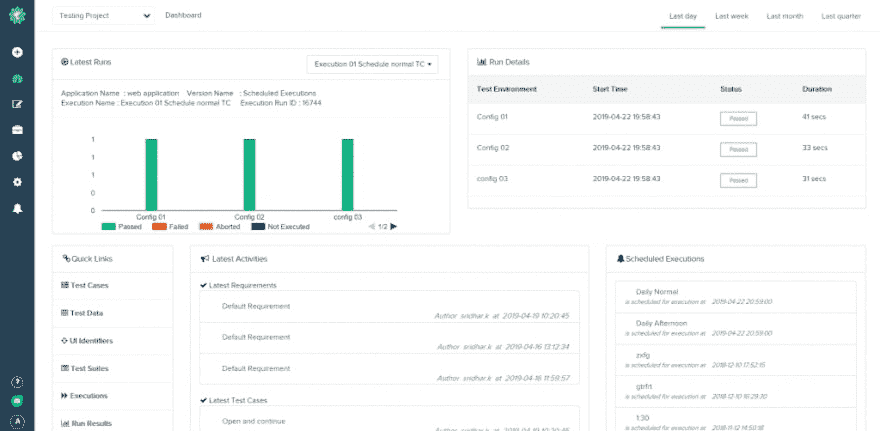 Testing Project
Dashboard
Last day
Last week
Last month
Last quarter
Latest Runs
Execution 01 Schedule normal TC
Application Name : web application Version Name : Scheduled Executions
Execution Name : Execution 01 Schedule normal TC Execution Run ID : 16744
1
1
1
0
0
Config 01
Config 02
config 03
Passed
Failed
Aborted
Not Executed
1/2
Run Details
Test Environment Start Time Status Duration
Config 01 2019-04-22 19:58:43 Passed 41 secs
Config 02 2019-04-22 19:58:43 Passed 33 secs
config 03 2019-04-22 19:58:43 Passed 31 secs
Quick Links
Test Cases
Test Data
UI Identifiers
Test Suites
Executions
Run Results
Latest Activities
Latest Requirements
Default Requirement
Author sridhar.k at 2019-04-19 10:20:45
Default Requirement
Author sridhar.k at 2019-04-16 13:12:34
Default Requirement
Author sridhar.k at 2019-04-16 11:59:57
Latest Test Cases
Open and continue
Author sridhar.k at 2019-04-19 10:20:45
Scheduled Executions
Daily Normal
is scheduled for execution at 2019-04-22 20:59:00
Daily Afternoon
is scheduled for execution at 2019-04-22 20:59:00
zxfg
is scheduled for execution at 2018-12-10 17:52:15
gtrfrt
is scheduled for execution at 2018-12-10 16:29:30
1:30
is scheduled for execution at 2018-11-12 14:50:18
?
A